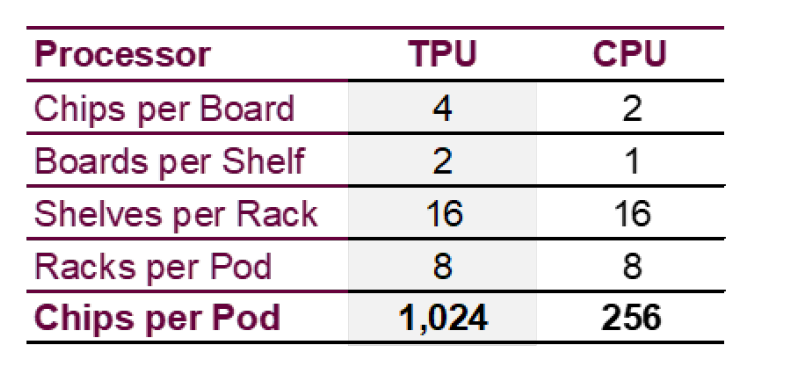 Processor TPU CPU
Chips per Board 4 2
Boards per Shelf 2 1
Shelves per Rack 16 16
Racks per Pod 8 8
Chips per Pod 1,024 256